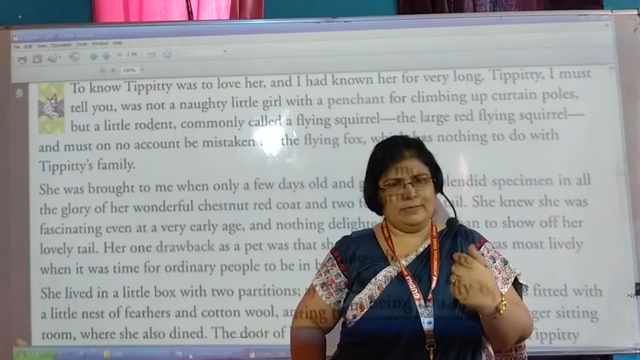 To know Tippitty was to love her, and I had known her for very long. Tippitty, I must
tell you, was not a naughty little girl with a penchant for climbing up curtain poles,
but a little rodent, commonly called a flying squirrel—the large red flying squirrel—
and must on no account be mistaken the flying fox, has nothing to do with
Tippitty's family.
She was brought to me when only a few days old and splendid specimen in all
the glory of her wonderful chestnut red coat and two tail. She knew she was
fascinating even at a very early age, and nothing than to show off her
lovely tail. Her one drawback as a pet was that was most lively
when it was time for ordinary people to be in
She lived in a little box with two partitions; fitted with
a little nest of feathers and cotton wool, sitting
room, where she also dined. The door of Tippitty